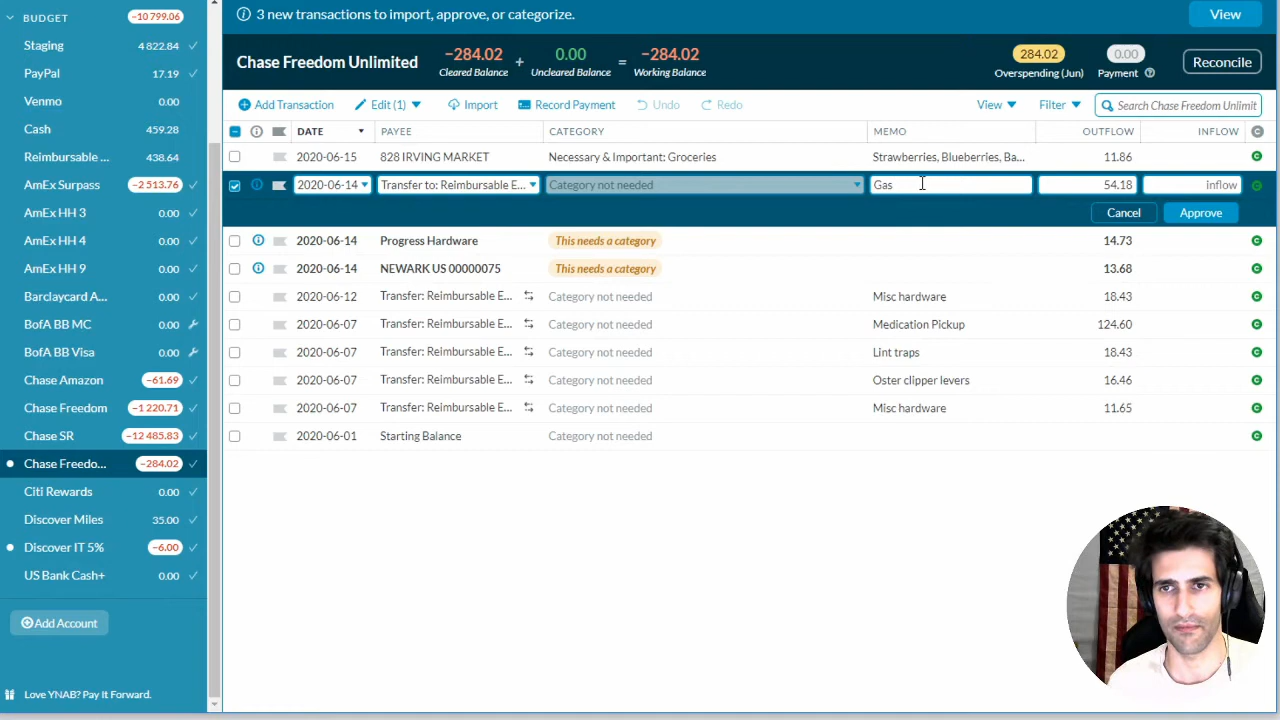 BUDGET −10 799.06
Staging 4 822.84
PayPal 17.19
Venmo 0.00
Cash 459.28
Reimbursable ... 438.64
AmEx Surpass −2 513.76
AmEx HH 3 0.00
AmEx HH 4 0.00
AmEx HH 9 0.00
Barclaycard A... 0.00
BofA BB MC 0.00
BofA BB Visa 0.00
Chase Amazon −61.69
Chase Freedom −1 220.71
Chase SR −12 485.83
Chase Freedo... −284.02
Citi Rewards 0.00
Discover Miles 35.00
Discover IT 5% −6.00
US Bank Cash+ 0.00
Add Account
Love YNAB? Pay It Forward.
3 new transactions to import, approve, or categorize. View
Chase Freedom Unlimited
−284.02 + 0.00 = −284.02
Cleared Balance Uncleared Balance Working Balance
284.02 0.00
Overspending (Jun) Payment ?
Reconcile
Add Transaction Edit (1) Import Record Payment Undo Redo View Filter Search Chase Freedom Unlimit
DATE PAYEE CATEGORY MEMO OUTFLOW INFLOW C
2020-06-15 828 IRVING MARKET Necessary & Important: Groceries Strawberries, Blueberries, Ba... 11.86 C
2020-06-14 Transfer to: Reimbursable E... Category not needed Gas 54.18 inflow C
Cancel Approve
2020-06-14 Progress Hardware This needs a category 14.73 C
2020-06-14 NEWARK US 00000075 This needs a category 13.68 C
2020-06-12 Transfer: Reimbursable E... Category not needed Misc hardware 18.43 C
2020-06-07 Transfer: Reimbursable E... Category not needed Medication Pickup 124.60 C
2020-06-07 Transfer: Reimbursable E... Category not needed Lint traps 18.43 C
2020-06-07 Transfer: Reimbursable E... Category not needed Oster clipper levers 16.46 C
2020-06-07 Transfer: Reimbursable E... Category not needed Misc hardware 11.65 C
2020-06-01 Starting Balance Category not needed C